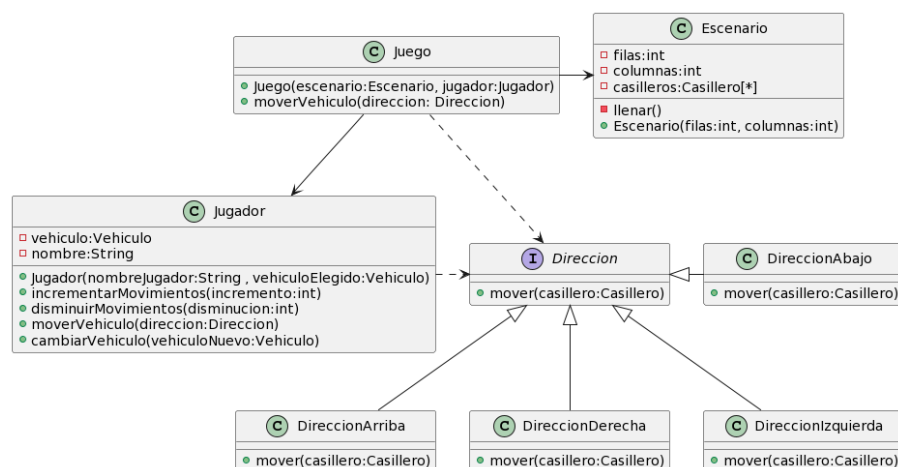 C Juego
Juego(escenario:Escenario, jugador:Jugador)
moverVehiculo(direccion: Direccion)
C Escenario
filas:int
columnas:int
casilleros:Casillero[*]
llenar()
Escenario(filas:int, columnas:int)
C Jugador
vehiculo:Vehiculo
nombre:String
Jugador(nombreJugador:String , vehiculoElegido:Vehiculo)
incrementarMovimientos(incremento:int)
disminuirMovimientos(disminucion:int)
moverVehiculo(direccion:Direccion)
cambiarVehiculo(vehiculoNuevo:Vehiculo)
I Direccion
mover(casillero:Casillero)
C DireccionAbajo
mover(casillero:Casillero)
C DireccionArriba
mover(casillero:Casillero)
C DireccionDerecha
mover(casillero:Casillero)
C DireccionIzquierda
mover(casillero:Casillero)